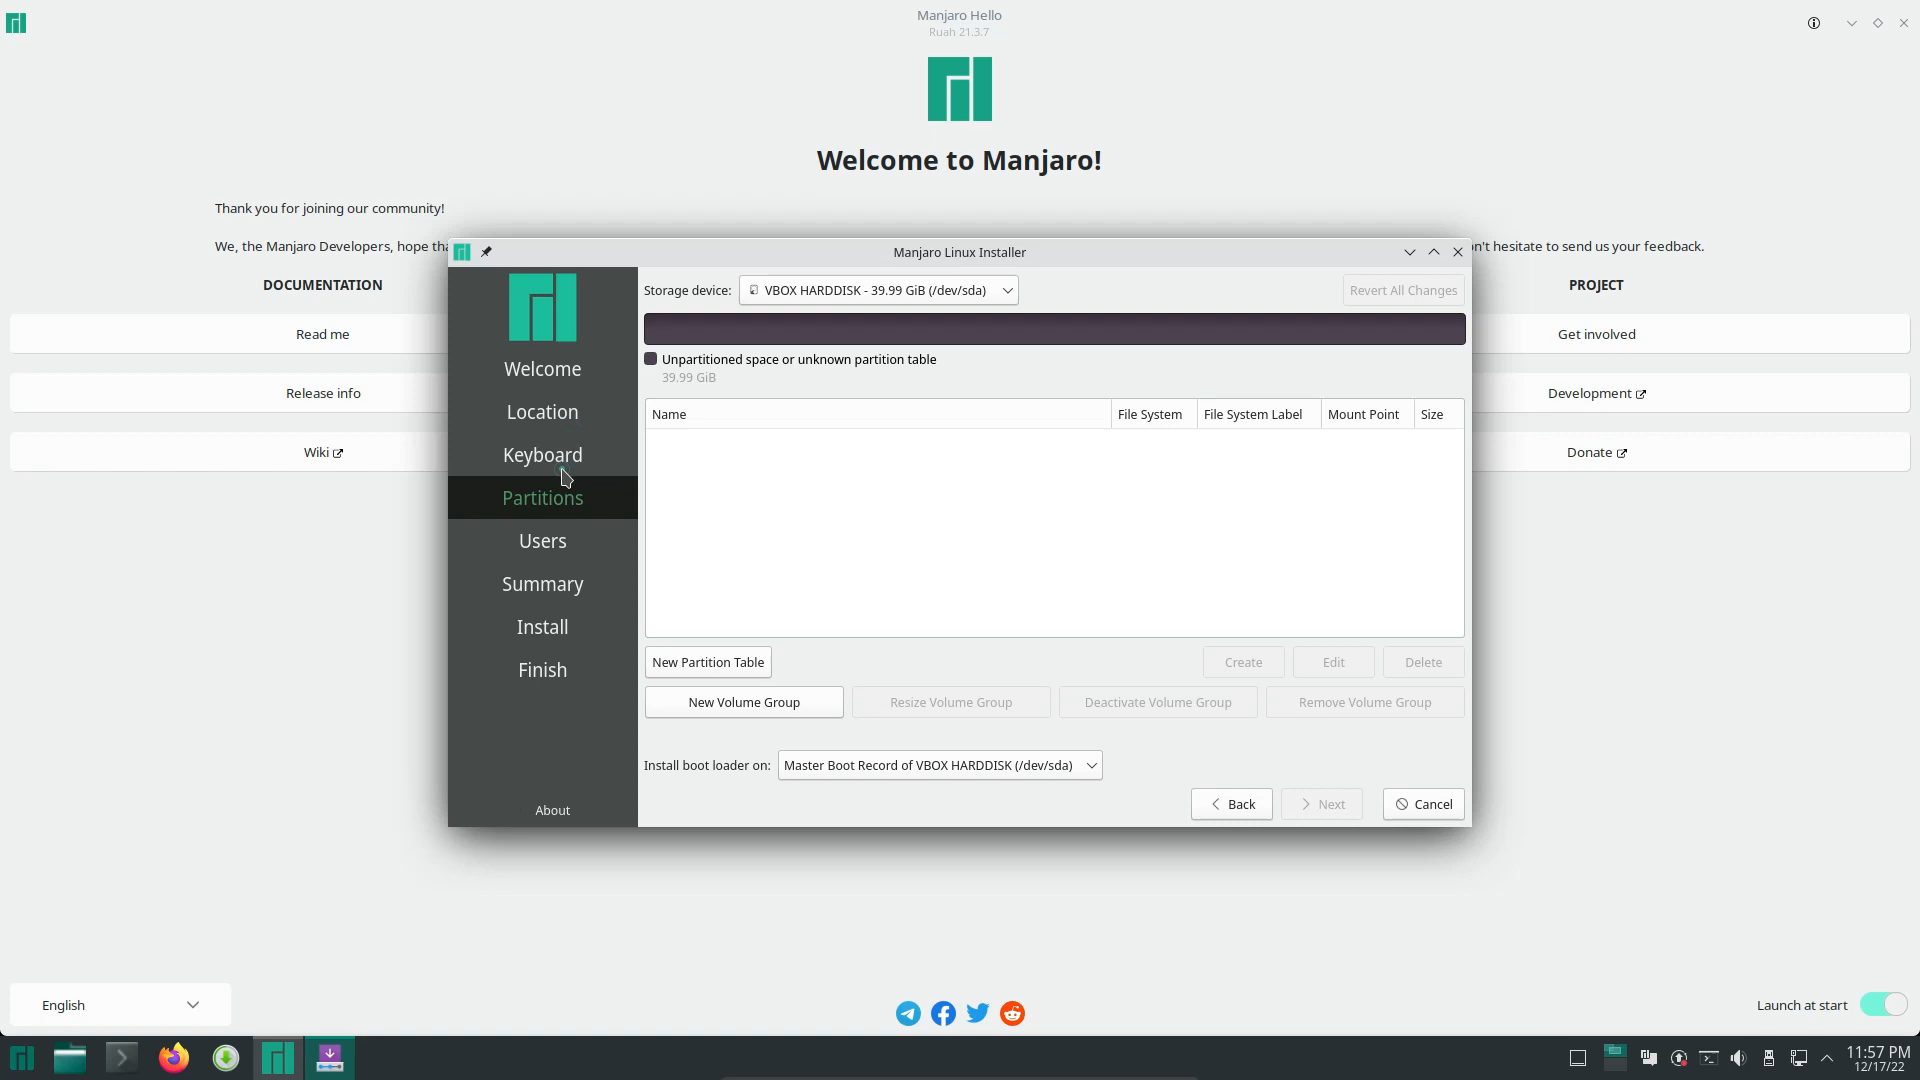 Manjaro Hello
Ruah 21.3.7
Welcome to Manjaro!
Thank you for joining our community!
We, the Manjaro Developers, hope tha
n't hesitate to send us your feedback.
DOCUMENTATION
PROJECT
Read me
Get involved
Release info
Development
Wiki
Donate
Manjaro Linux Installer
Welcome
Location
Keyboard
Partitions
Users
Summary
Install
Finish
About
Storage device:
VBOX HARDDISK - 39.99 GiB (/dev/sda)
Revert All Changes
Unpartitioned space or unknown partition table
39.99 GiB
Name
File System
File System Label
Mount Point
Size
New Partition Table
Create
Edit
Delete
New Volume Group
Resize Volume Group
Deactivate Volume Group
Remove Volume Group
Install boot loader on:
Master Boot Record of VBOX HARDDISK (/dev/sda)
Back
Next
Cancel
English
Launch at start
11:57 PM
12/17/22